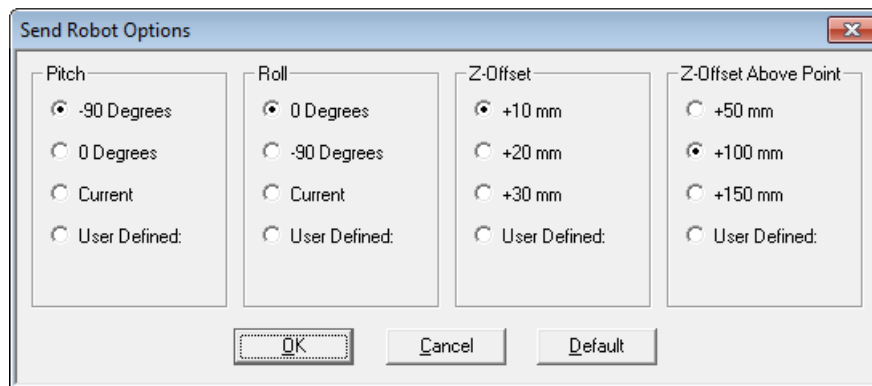 Send Robot Options
Pitch
-90 Degrees
0 Degrees
Current
User Defined:
Roll
0 Degrees
-90 Degrees
Current
User Defined:
Z-Offset
+10 mm
+20 mm
+30 mm
User Defined:
Z-Offset Above Point
+50 mm
+100 mm
+150 mm
User Defined:
OK
Cancel
Default